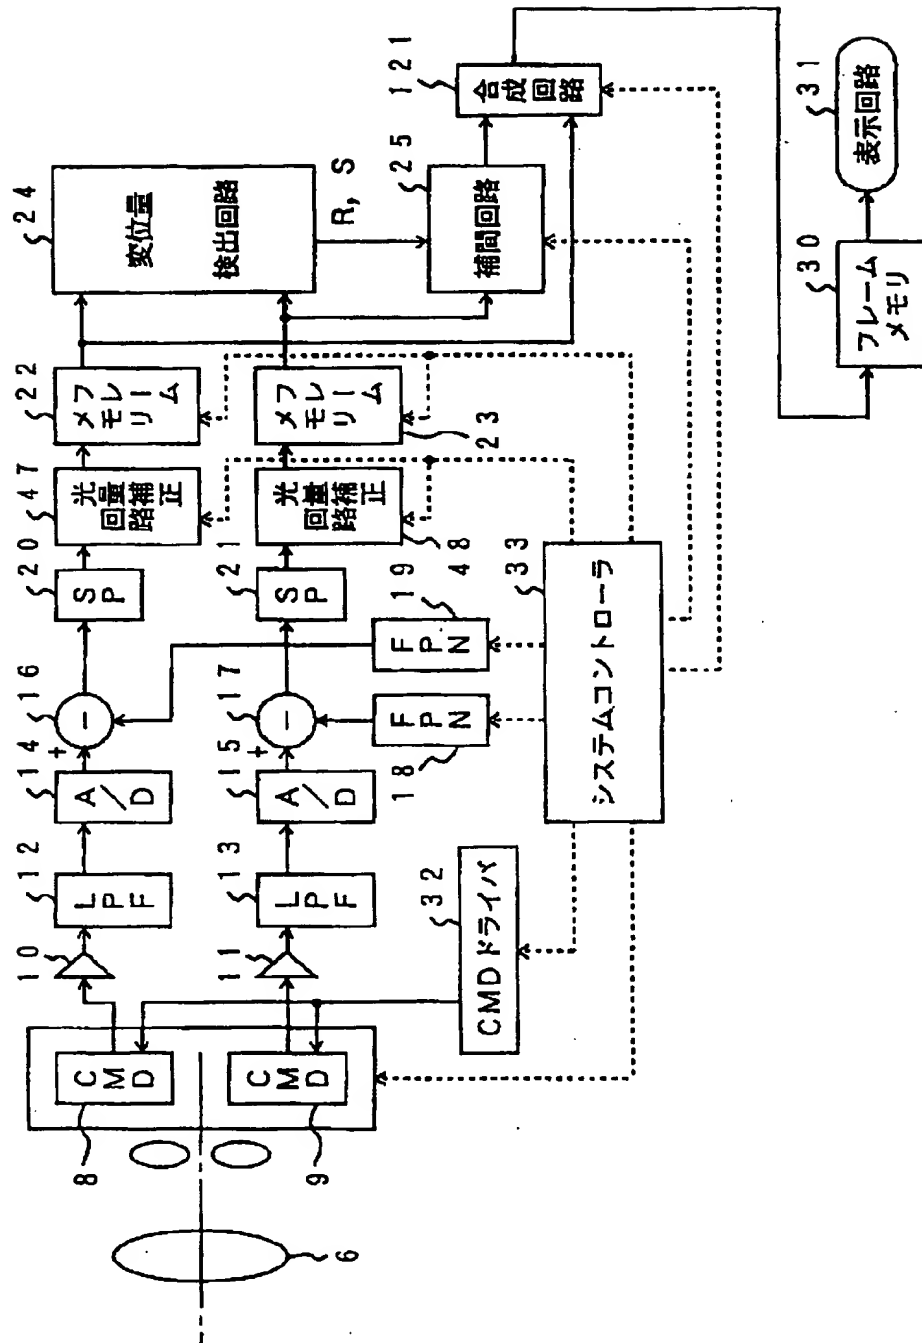 8
CMD
10
12
LPF
14
A/D
+
16
-
20
SP
47
光量補正回路
22
フレームメモリ
24
変位量
検出回路
R, S
9
CMD
11
13
LPF
15
A/D
+
17
-
21
SP
48
光量補正回路
23
フレームメモリ
25
補間回路
121
合成回路
6
32
CMDドライバ
18
FPN
19
FPN
33
システムコントローラ
30
フレーム
メモリ
31
表示回路